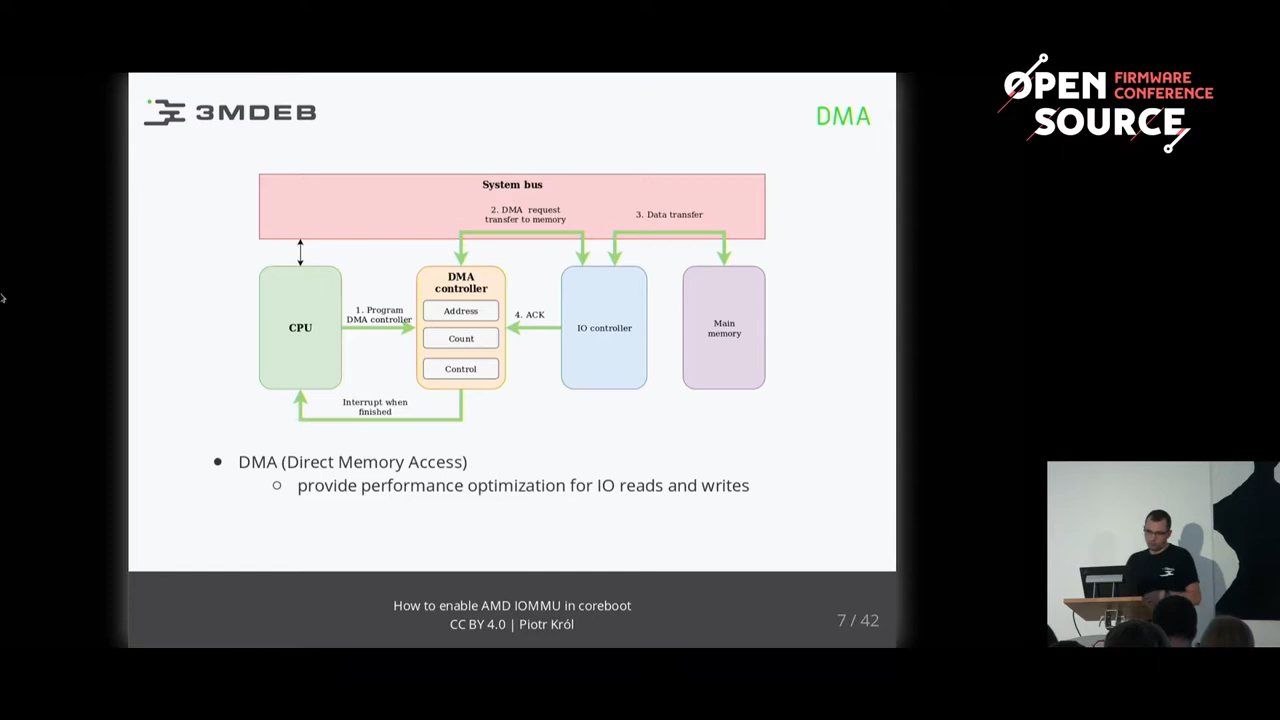 3MDEB
DMA
OPEN
FIRMWARE
CONFERENCE
SOURCE
System bus
2. DMA request
transfer to memory
3. Data transfer
DMA
controller
Address
Count
Control
1. Program
DMA controller
4. ACK
CPU
IO controller
Main
memory
Interrupt when
finished
● DMA (Direct Memory Access)
○ provide performance optimization for IO reads and writes
How to enable AMD IOMMU in coreboot
CC BY 4.0 | Piotr Król
7 / 42